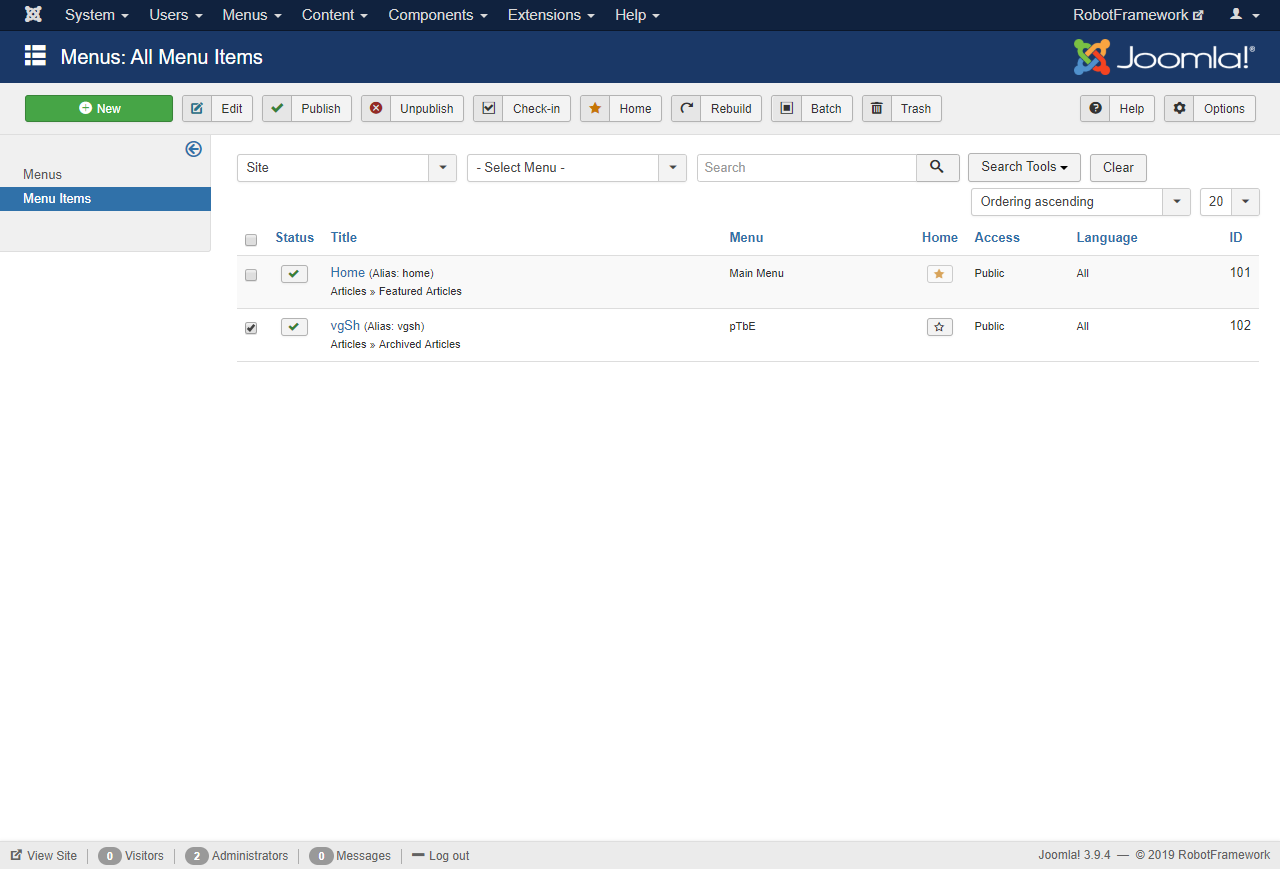 System Users Menus Content Components Extensions Help RobotFramework
Menus: All Menu Items Joomla!®
New Edit Publish Unpublish Check-in Home Rebuild Batch Trash Help Options
Menus
Menu Items
Site - Select Menu - Search Search Tools Clear
Ordering ascending 20
Status Title Menu Home Access Language ID
Home (Alias: home) Main Menu Public All 101
Articles » Featured Articles
vgSh (Alias: vgsh) pTbE Public All 102
Articles » Archived Articles
View Site 0 Visitors 2 Administrators 0 Messages Log out Joomla! 3.9.4 — © 2019 RobotFramework